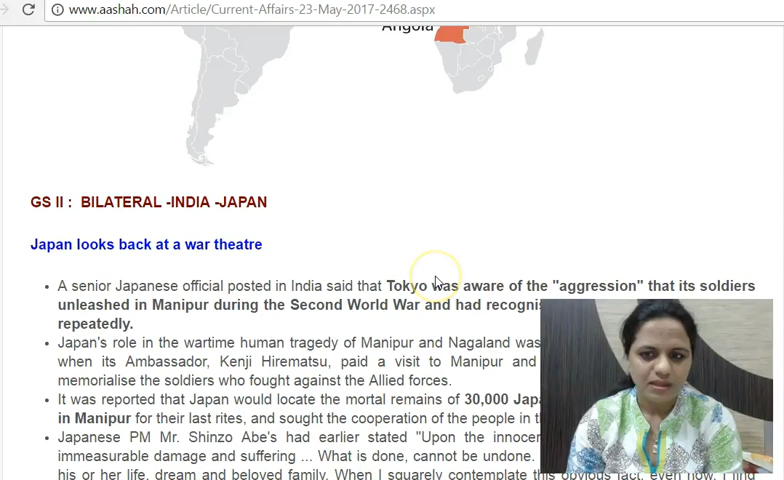 www.aashah.com/Article/Current-Affairs-23-May-2017-2468.aspx
Angola
GS II : BILATERAL -INDIA -JAPAN
Japan looks back at a war theatre
A senior Japanese official posted in India said that Tokyo was aware of the "aggression" that its soldiers
unleashed in Manipur during the Second World War and had
repeatedly.
Japan's role in the wartime human tragedy of Manipur and Nagaland was
when its Ambassador, Kenji Hirematsu, paid a visit to Manipur and
memorialise the soldiers who fought against the Allied forces.
It was reported that Japan would locate the mortal remains of 30,000
in Manipur for their last rites, and sought the cooperation of the people in
Japanese PM Mr. Shinzo Abe's had earlier stated "Upon the
immeasurable damage and suffering ... What is done, cannot be undone.
his or her life, dream and beloved family. When I squarely contemplate this obvious fact, even now, I find